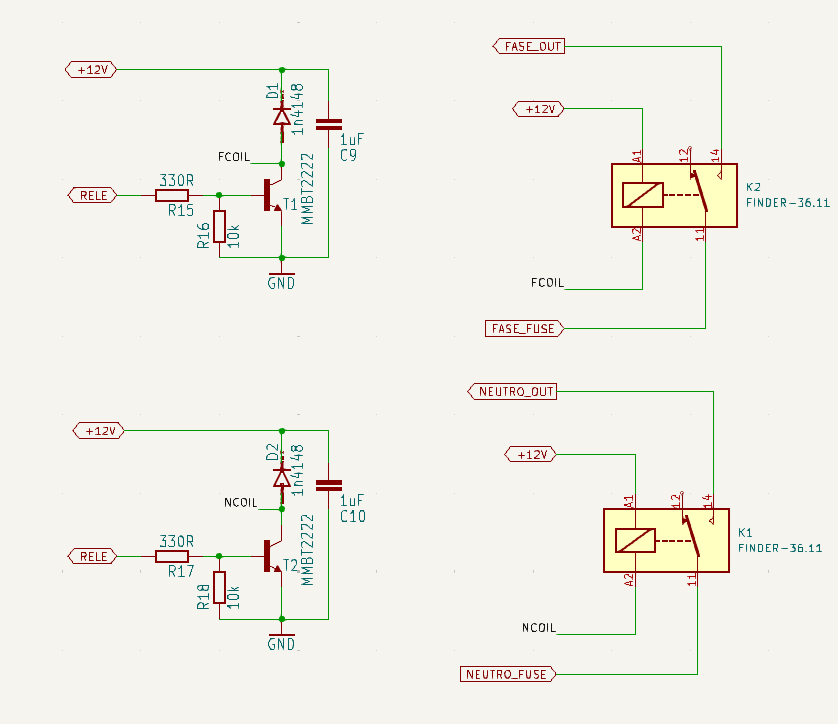 FASE_OUT
+12V
D1
1n4148
+12V
1uF
C9
FCOIL
MMBT2222
A1
12
14
330R
RELE
R15
T1
K2
FINDER-36.11
R16
10k
A2
11
GND
FCOIL
FASE_FUSE
NEUTRO_OUT
+12V
D2
1n4148
+12V
1uF
C10
NCOIL
MMBT2222
A1
12
14
330R
RELE
R17
T2
K1
FINDER-36.11
R18
10k
A2
11
GND
NCOIL
NEUTRO_FUSE